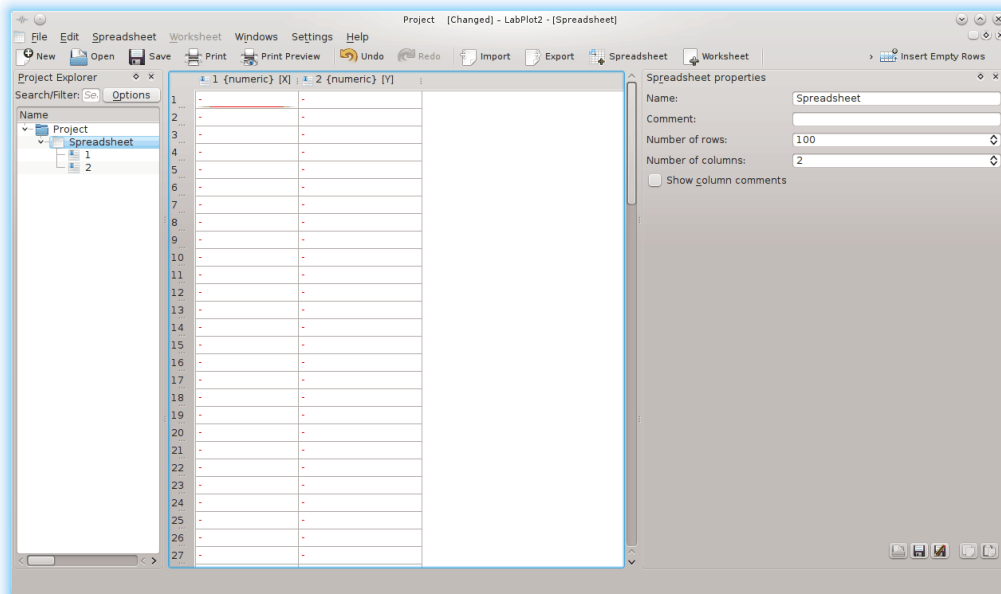 Project [Changed] – LabPlot2 - [Spreadsheet]
File Edit Spreadsheet Worksheet Windows Settings Help
New Open Save Print Print Preview Undo Redo Import Export Spreadsheet Worksheet > Insert Empty Rows
Project Explorer
Search/Filter: Se. Options
Name
Project
Spreadsheet
1
2
1 {numeric} [X] 2 {numeric} [Y]
1 - -
2 - -
3 - -
4 - -
5 - -
6 - -
7 - -
8 - -
9 - -
10 - -
11 - -
12 - -
13 - -
14 - -
15 - -
16 - -
17 - -
18 - -
19 - -
20 - -
21 - -
22 - -
23 - -
24 - -
25 - -
26 - -
27 - -
Spreadsheet properties
Name: Spreadsheet
Comment:
Number of rows: 100
Number of columns: 2
Show column comments